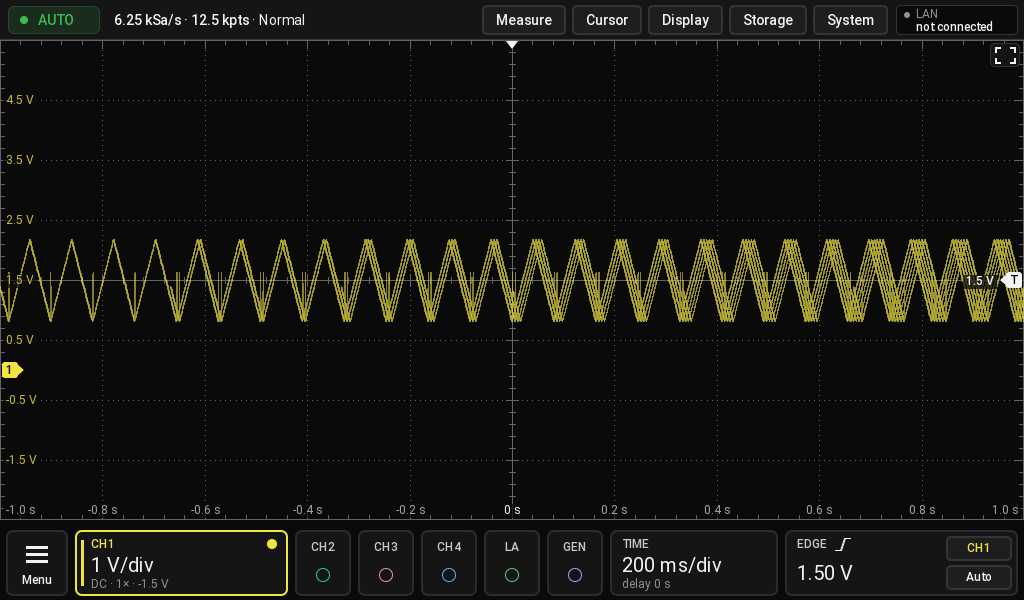 AUTO
6.25 kSa/s · 12.5 kpts · Normal
Measure
Cursor
Display
Storage
System
LAN
not connected
4.5 V
3.5 V
2.5 V
1.5 V
1.5 V
T
0.5 V
1
-0.5 V
-1.5 V
-1.0 s
-0.8 s
-0.6 s
-0.4 s
-0.2 s
0 s
0.2 s
0.4 s
0.6 s
0.8 s
1.0 s
Menu
CH1
1 V/div
DC · 1× · -1.5 V
CH2
CH3
CH4
LA
GEN
TIME
200 ms/div
delay 0 s
EDGE
1.50 V
CH1
Auto